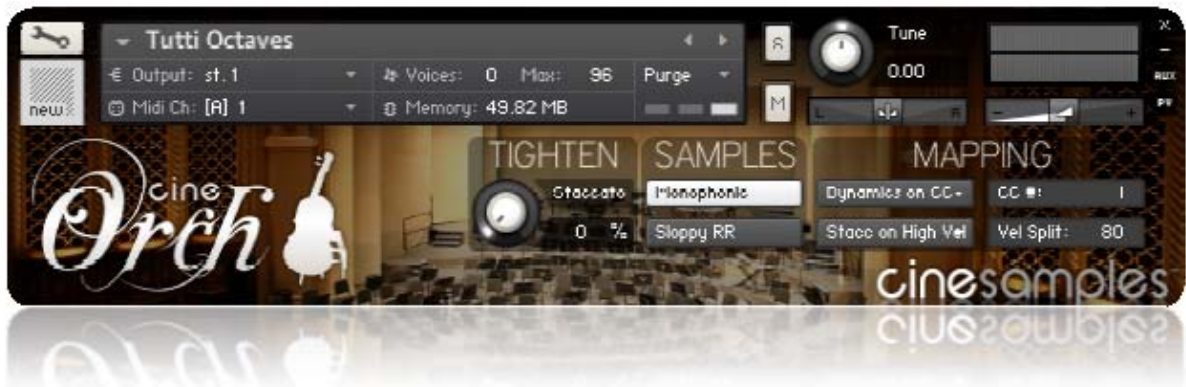 Tutti Octaves
S
Tune
0.00
X
–
Output: st. 1
Voices: 0 Max: 96
Purge
AUX
new
Midi Ch: [A] 1
Memory: 49.82 MB
M
L R
- +
PV
TIGHTEN
SAMPLES
MAPPING
cine
Orch
Staccato
Monophonic
Dynamics on CC
CC #: 1
0 %
Sloppy RR
Stacc on High Vel
Vel Split: 80
cinesamples